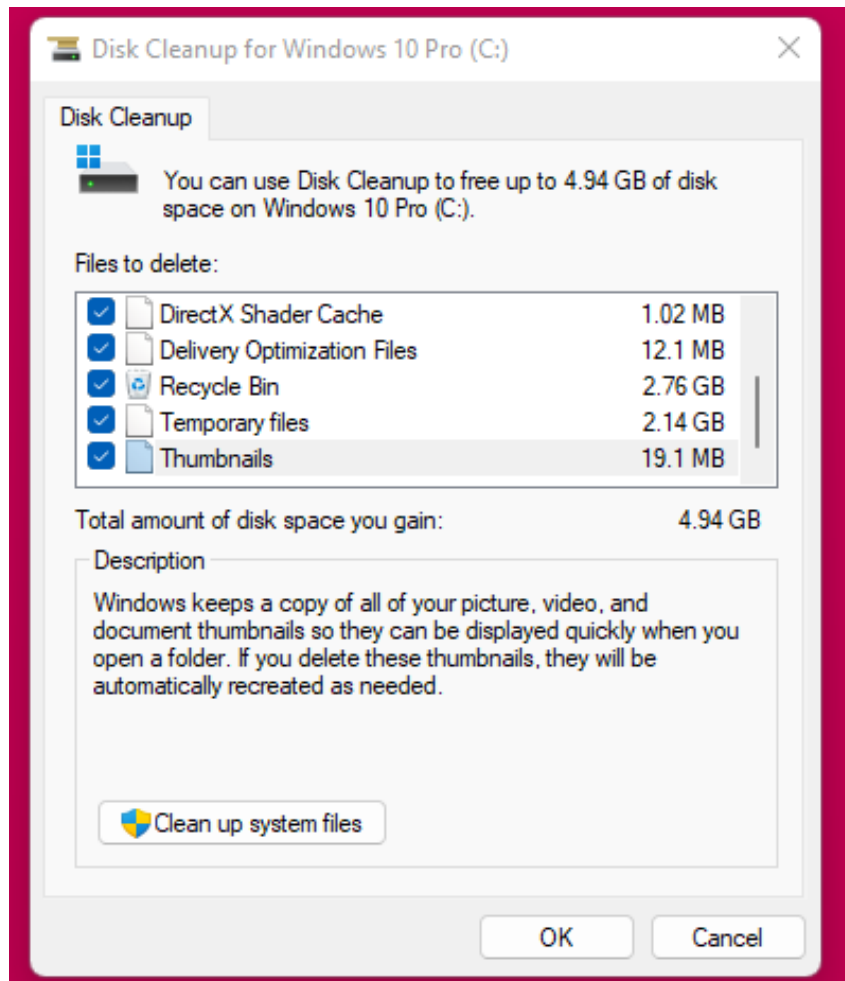 Disk Cleanup for Windows 10 Pro (C:)
Disk Cleanup
You can use Disk Cleanup to free up to 4.94 GB of disk
space on Windows 10 Pro (C:).
Files to delete:
DirectX Shader Cache 1.02 MB
Delivery Optimization Files 12.1 MB
Recycle Bin 2.76 GB
Temporary files 2.14 GB
Thumbnails 19.1 MB
Total amount of disk space you gain: 4.94 GB
Description
Windows keeps a copy of all of your picture, video, and
document thumbnails so they can be displayed quickly when you
open a folder. If you delete these thumbnails, they will be
automatically recreated as needed.
Clean up system files
OK Cancel